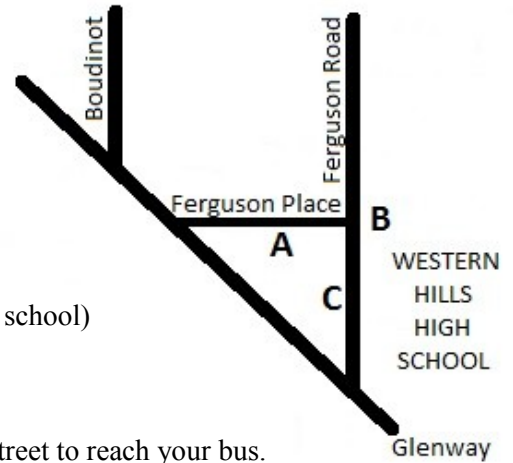 Boudinot
Ferguson Road
Ferguson Place
B
A
WESTERN
HILLS
HIGH
SCHOOL
C
school)
treet to reach your bus.
Glenway